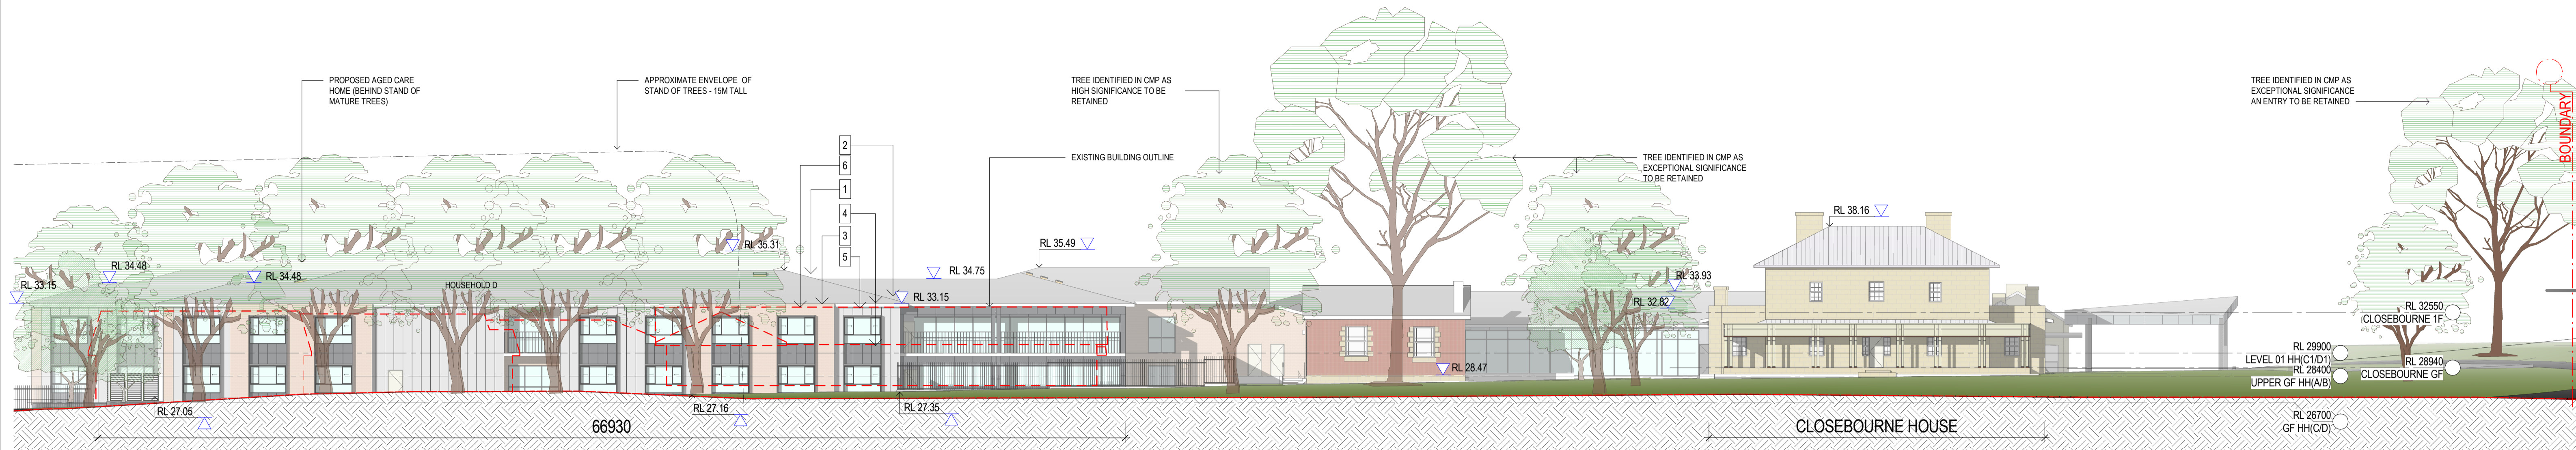 PROPOSED AGED CARE
HOME (BEHIND STAND OF
MATURE TREES)
APPROXIMATE ENVELOPE OF
STAND OF TREES - 15M TALL
TREE IDENTIFIED IN CMP AS
HIGH SIGNIFICANCE TO BE
RETAINED
TREE IDENTIFIED IN CMP AS
EXCEPTIONAL SIGNIFICANCE
AN ENTRY TO BE RETAINED
BOUNDARY
2
6
1
4
3
5
EXISTING BUILDING OUTLINE
TREE IDENTIFIED IN CMP AS
EXCEPTIONAL SIGNIFICANCE
TO BE RETAINED
RL 38.16
RL 35.31
RL 35.49
RL 34.48
RL 34.48
RL 34.75
RL 33.93
RL 33.15
HOUSEHOLD D
RL 33.15
RL 32.82
RL 32550
CLOSEBOURNE 1F
RL 29900
LEVEL 01 HH(C1/D1)
RL 28940
CLOSEBOURNE GF
RL 28400
UPPER GF HH(A/B)
RL 28.47
RL 27.05
RL 27.16
RL 27.35
RL 26700
GF HH(C/D)
66930
CLOSEBOURNE HOUSE